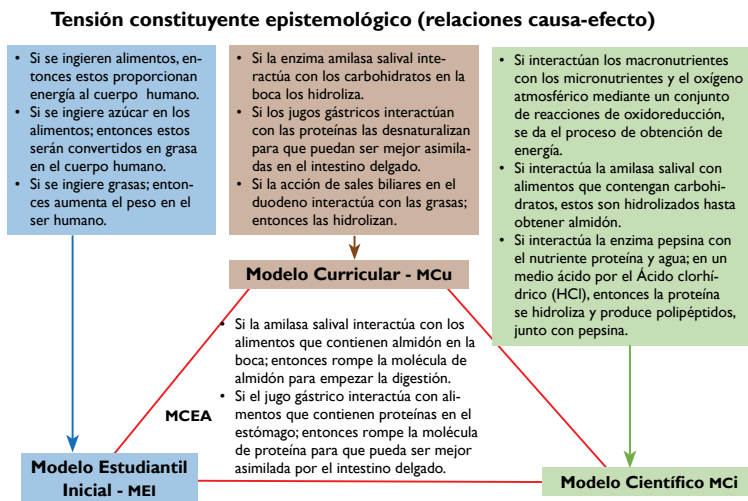 Tensión constituyente epistemológico (relaciones causa-efecto)
• Si se ingieren alimentos, en-
tonces estos proporcionan
energía al cuerpo humano.
• Si se ingiere azúcar en los
alimentos; entonces estos
serán convertidos en grasa
en el cuerpo humano.
• Si se ingiere grasas; enton-
ces aumenta el peso en el
ser humano.
• Si la enzima amilasa salival inte-
ractúa con los carbohidratos en la
boca los hidroliza.
• Si los jugos gástricos interactúan
con las proteínas las desnaturalizan
para que puedan ser mejor asimila-
das en el intestino delgado.
• Si la acción de sales biliares en el
duodeno interactúa con las grasas;
entonces las hidrolizan.
• Si interactúan los macronutrientes
con los micronutrientes y el oxígeno
atmosférico mediante un conjunto
de reacciones de oxidoreducción,
se da el proceso de obtención de
energía.
• Si interactúa la amilasa salival con
alimentos que contengan carbohi-
dratos, estos son hidrolizados hasta
obtener almidón.
• Si interactúa la enzima pepsina con
el nutriente proteína y agua; en un
medio ácido por el Ácido clorhí-
drico (HCl), entonces la proteína
se hidroliza y produce polipéptidos,
junto con pepsina.
Modelo Curricular - MCu
• Si la amilasa salival interactúa con los
alimentos que contienen almidón en la
boca; entonces rompe la molécula de
almidón para empezar la digestión.
• Si el jugo gástrico interactúa con ali-
mentos que contienen proteínas en el
estómago; entonces rompe la molécula
de proteína para que pueda ser mejor
asimilada por el intestino delgado.
MCEA
Modelo Estudiantil
Inicial - MEI
Modelo Científico MCi